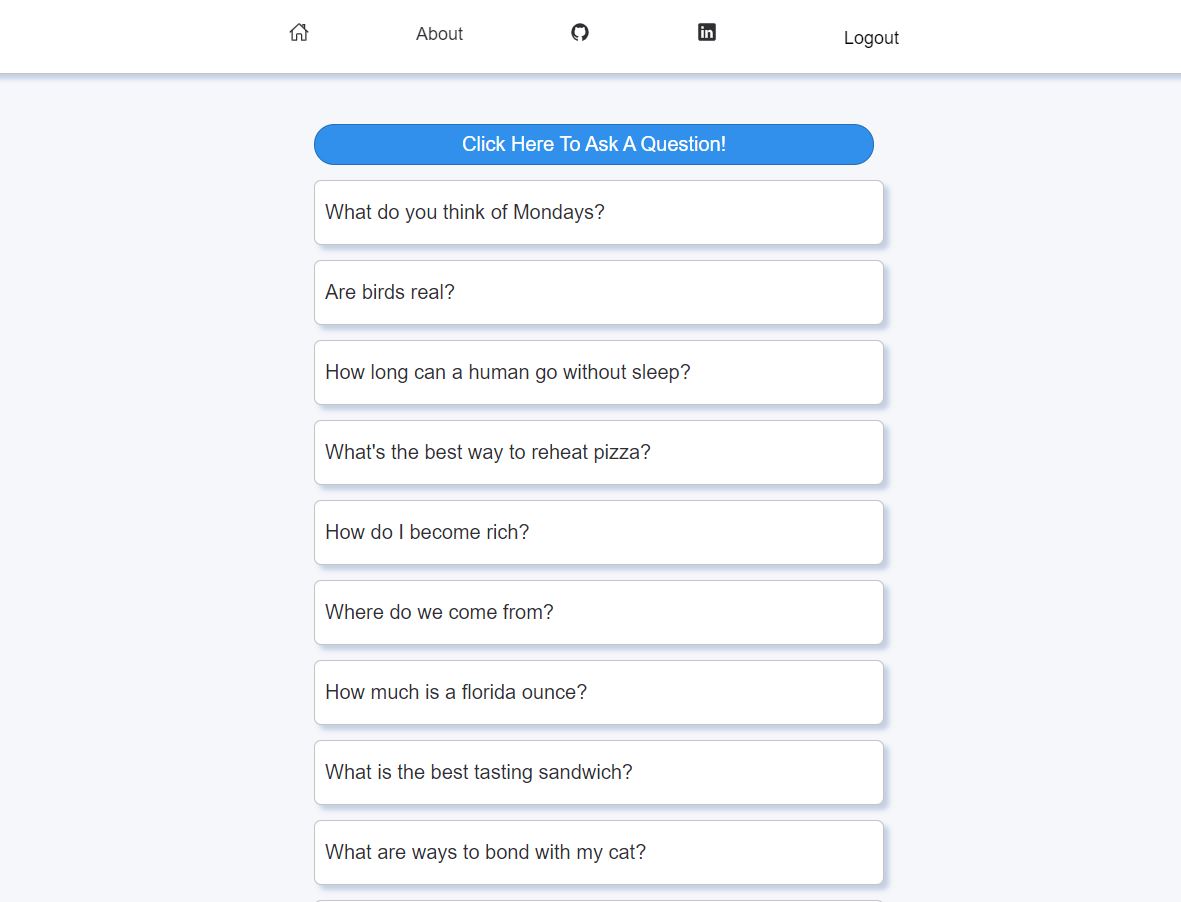 About
in
Logout
Click Here To Ask A Question!
What do you think of Mondays?
Are birds real?
How long can a human go without sleep?
What's the best way to reheat pizza?
How do I become rich?
Where do we come from?
How much is a florida ounce?
What is the best tasting sandwich?
What are ways to bond with my cat?